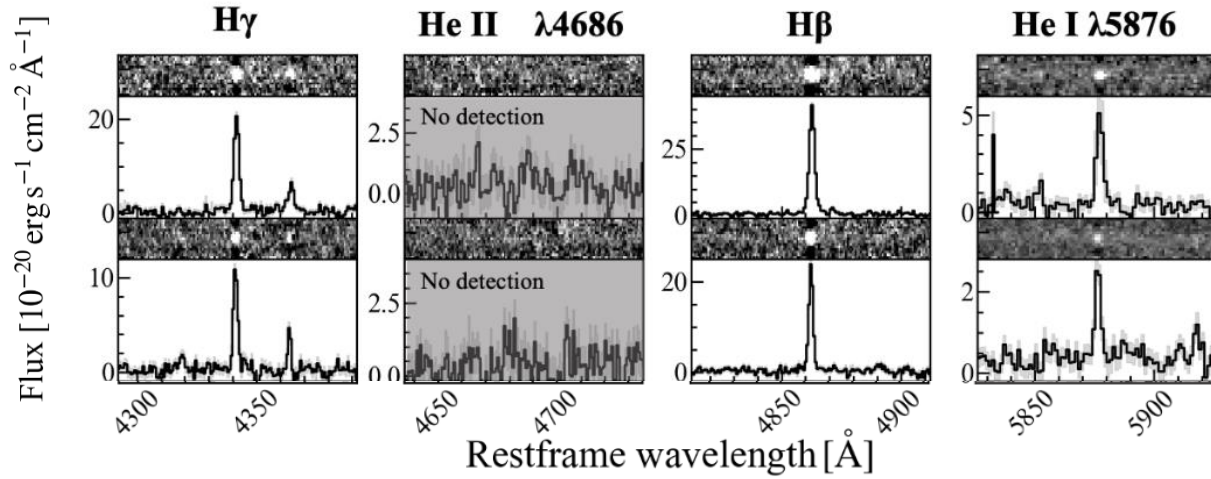 Hγ He II λ4686 Hβ He I λ5876
Flux [10⁻²⁰ erg s⁻¹ cm⁻² Å⁻¹]
20
0
No detection
2.5
0.0
25
0
5
0
10
0
No detection
2.5
0.0
20
0
2
0
4300 4350 4650 4700 4850 4900 5850 5900
Restframe wavelength [Å]